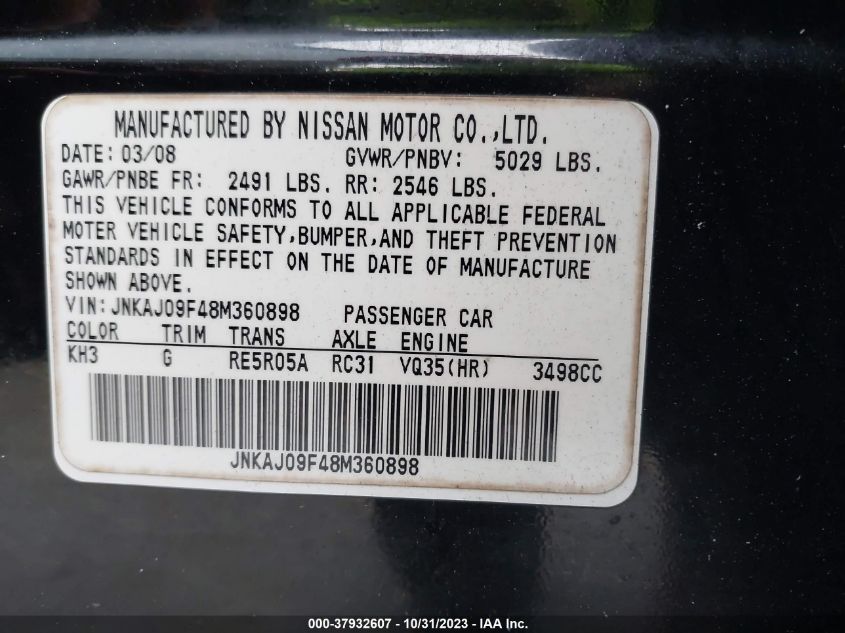 MANUFACTURED BY NISSAN MOTOR CO.,LTD.
DATE: 03/08 GVWR/PNBV: 5029 LBS.
GAWR/PNBE FR: 2491 LBS. RR: 2546 LBS.
THIS VEHICLE CONFORMS TO ALL APPLICABLE FEDERAL
MOTER VEHICLE SAFETY,BUMPER,AND THEFT PREVENTION
STANDARDS IN EFFECT ON THE DATE OF MANUFACTURE
SHOWN ABOVE.
VIN:JNKAJ09F48M360898 PASSENGER CAR
COLOR TRIM TRANS AXLE ENGINE
KH3 G RE5R05A RC31 VQ35(HR) 3498CC
JNKAJ09F48M360898
000-37932607 - 10/31/2023 - IAA Inc.